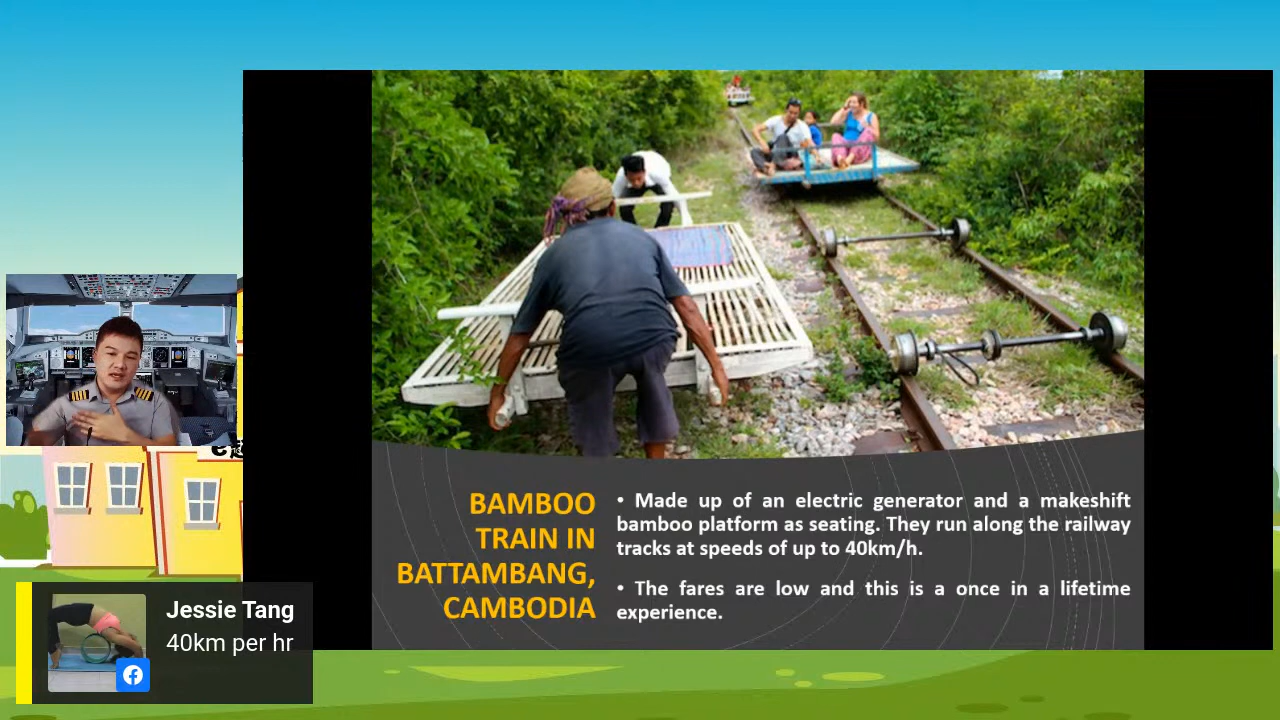 BAMBOO
TRAIN IN
BATTAMBANG,
CAMBODIA
• Made up of an electric generator and a makeshift
bamboo platform as seating. They run along the railway
tracks at speeds of up to 40km/h.
• The fares are low and this is a once in a lifetime
experience.
Jessie Tang
40km per hr